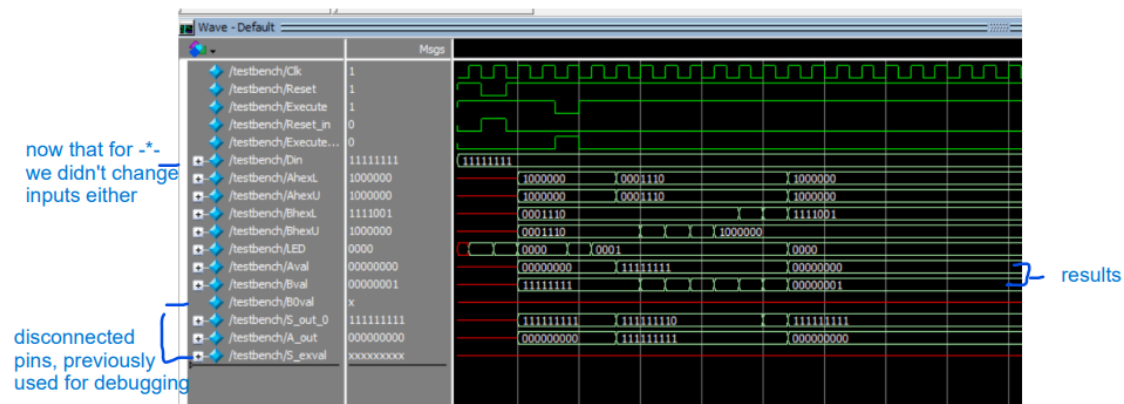 Wave - Default
Msgs
/testbench/Clk 1
/testbench/Reset 1
/testbench/Execute 1
/testbench/Reset_in 0
/testbench/Execute... 0
now that for -*-
we didn't change
inputs either
/testbench/Din 11111111 11111111
/testbench/AhexL 1000000 1000000 0001110 1000000
/testbench/AhexU 1000000 1000000 0001110 1000000
/testbench/BhexL 1111001 0001110 1111001
/testbench/BhexU 1000000 0001110 1000000
/testbench/LED 0000 0000 0001 0000
/testbench/Aval 00000000 00000000 11111111 00000000
/testbench/Bval 00000001 11111111 00000001
results
/testbench/B0val x
/testbench/S_out_0 111111111 111111111 111111110 111111111
/testbench/A_out 000000000 000000000 111111111 000000000
/testbench/S_exval xxxxxxxxx
disconnected
pins, previously
used for debugging